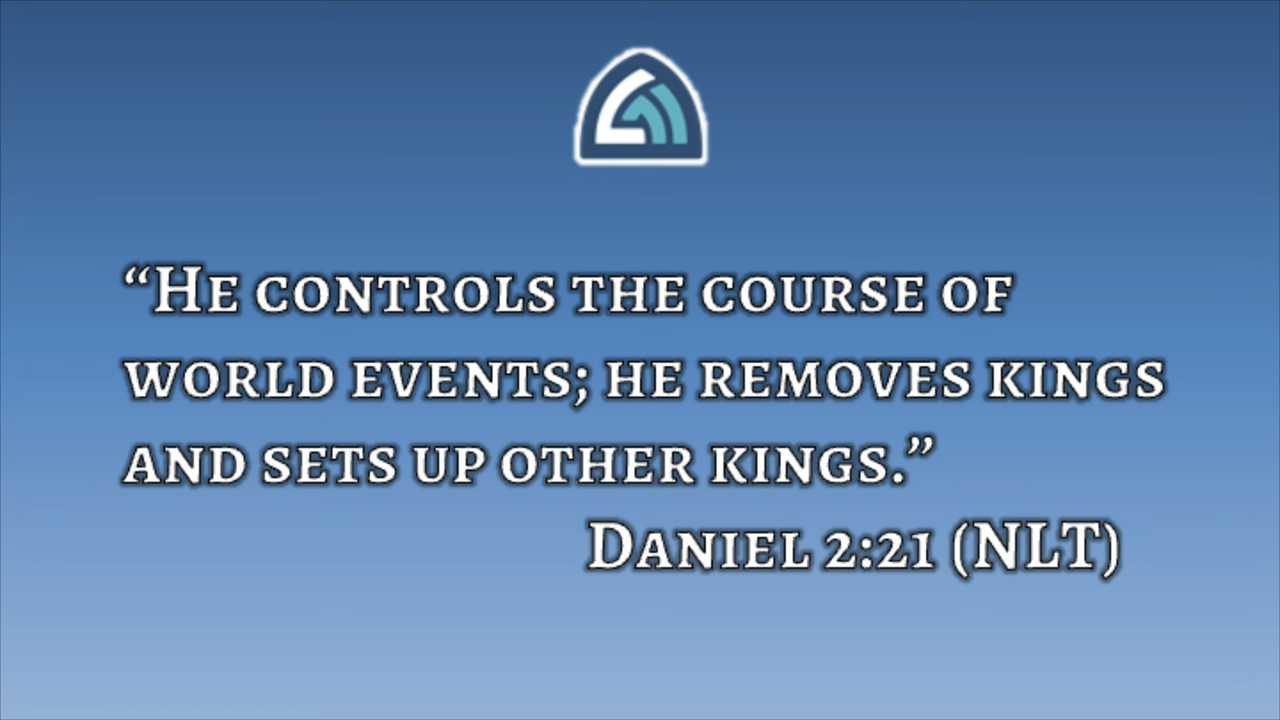 “He controls the course of
world events; he removes kings
and sets up other kings.”
Daniel 2:21 (NLT)